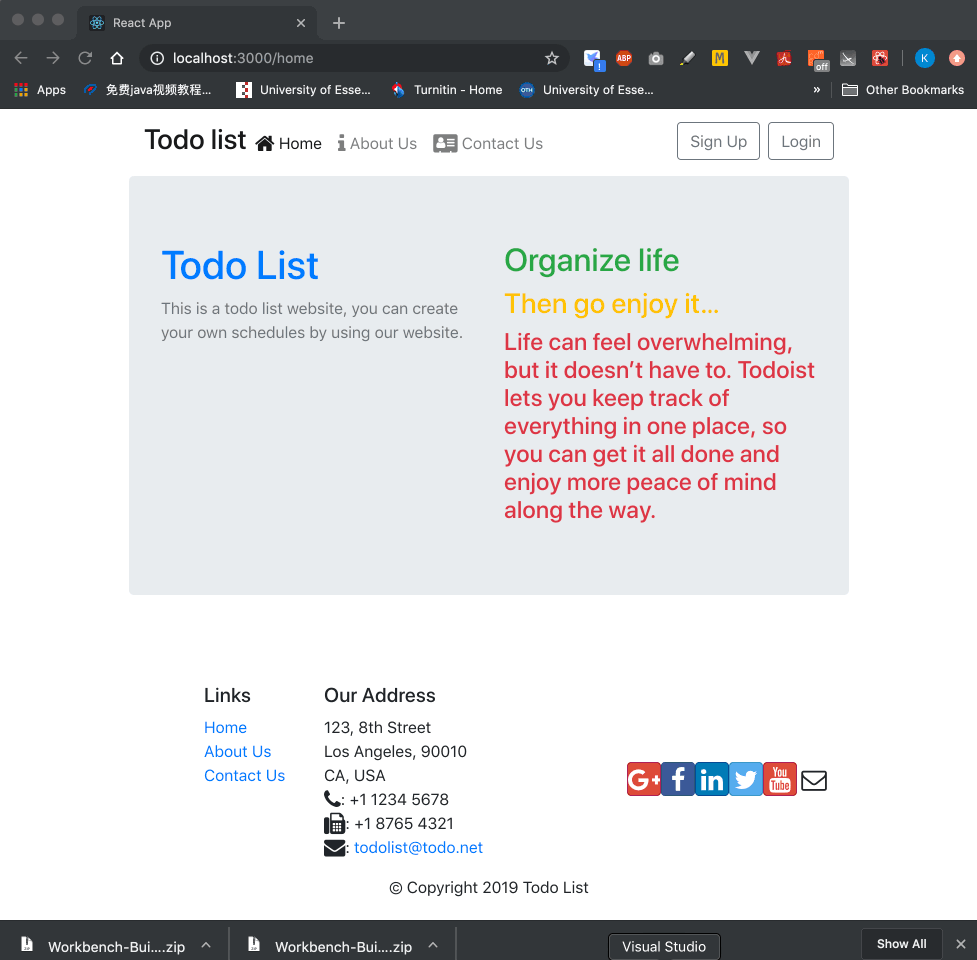 React App
localhost:3000/home
ABP
M
off
K
Apps
免费java视频教程...
University of Esse...
Turnitin - Home
OTH
University of Esse...
»
Other Bookmarks
Todo list
Home
About Us
Contact Us
Sign Up
Login
Todo List
This is a todo list website, you can create
your own schedules by using our website.
Organize life
Then go enjoy it...
Life can feel overwhelming,
but it doesn’t have to. Todoist
lets you keep track of
everything in one place, so
you can get it all done and
enjoy more peace of mind
along the way.
Links
Home
About Us
Contact Us
Our Address
123, 8th Street
Los Angeles, 90010
CA, USA
: +1 1234 5678
: +1 8765 4321
: todolist@todo.net
G+
f
in
You
Tube
© Copyright 2019 Todo List
Workbench-Bui....zip
Workbench-Bui....zip
Visual Studio
Show All